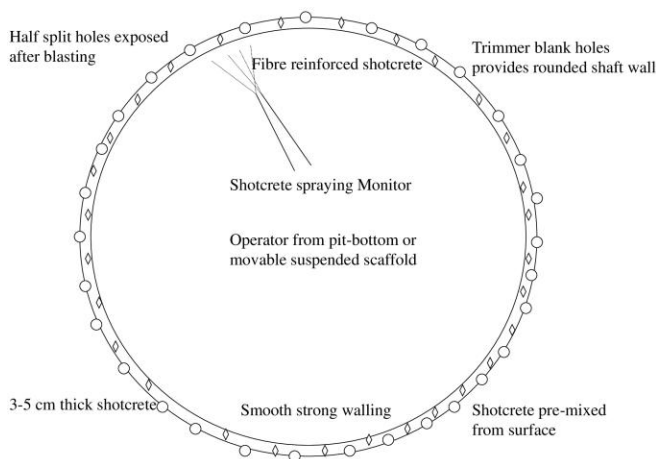 Half split holes exposed
after blasting
Fibre reinforced shotcrete
Trimmer blank holes
provides rounded shaft wall
Shotcrete spraying Monitor
Operator from pit-bottom or
movable suspended scaffold
3-5 cm thick shotcrete
Smooth strong walling
Shotcrete pre-mixed
from surface